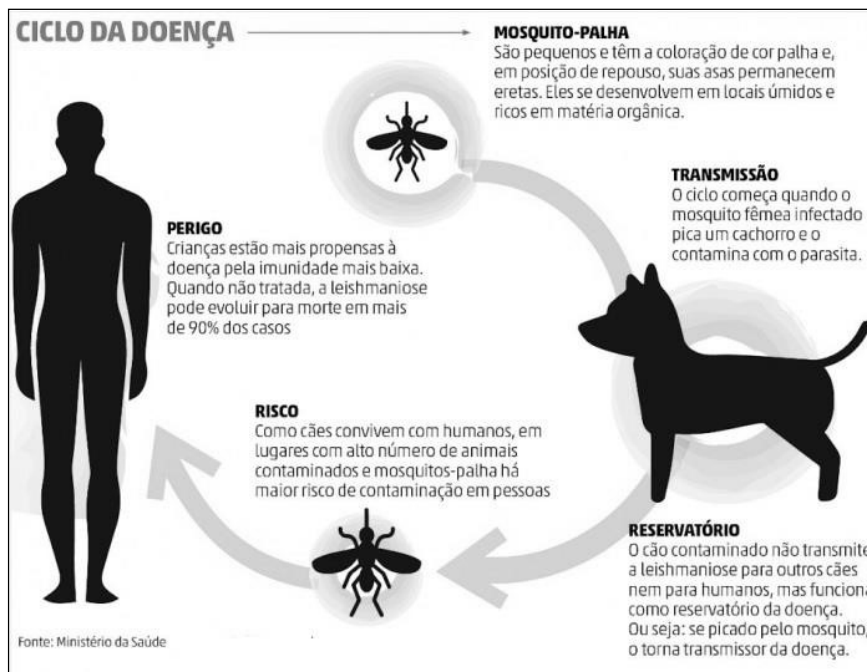 CICLO DA DOENÇA
MOSQUITO-PALHA
São pequenos e têm a coloração de cor palha e,
em posição de repouso, suas asas permanecem
eretas. Eles se desenvolvem em locais úmidos e
ricos em matéria orgânica.
TRANSMISSÃO
O ciclo começa quando o
mosquito fêmea infectado
pica um cachorro e o
contamina com o parasita.
PERIGO
Crianças estão mais propensas à
doença pela imunidade mais baixa.
Quando não tratada, a leishmaniose
pode evoluir para morte em mais
de 90% dos casos
RISCO
Como cães convivem com humanos, em
lugares com alto número de animais
contaminados e mosquitos-palha há
maior risco de contaminação em pessoas
RESERVATÓRIO
O cão contaminado não transmite
a leishmaniose para outros cães
nem para humanos, mas funciona
como reservatório da doença.
Ou seja: se picado pelo mosquito,
o torna transmissor da doença.
Fonte: Ministério da Saúde